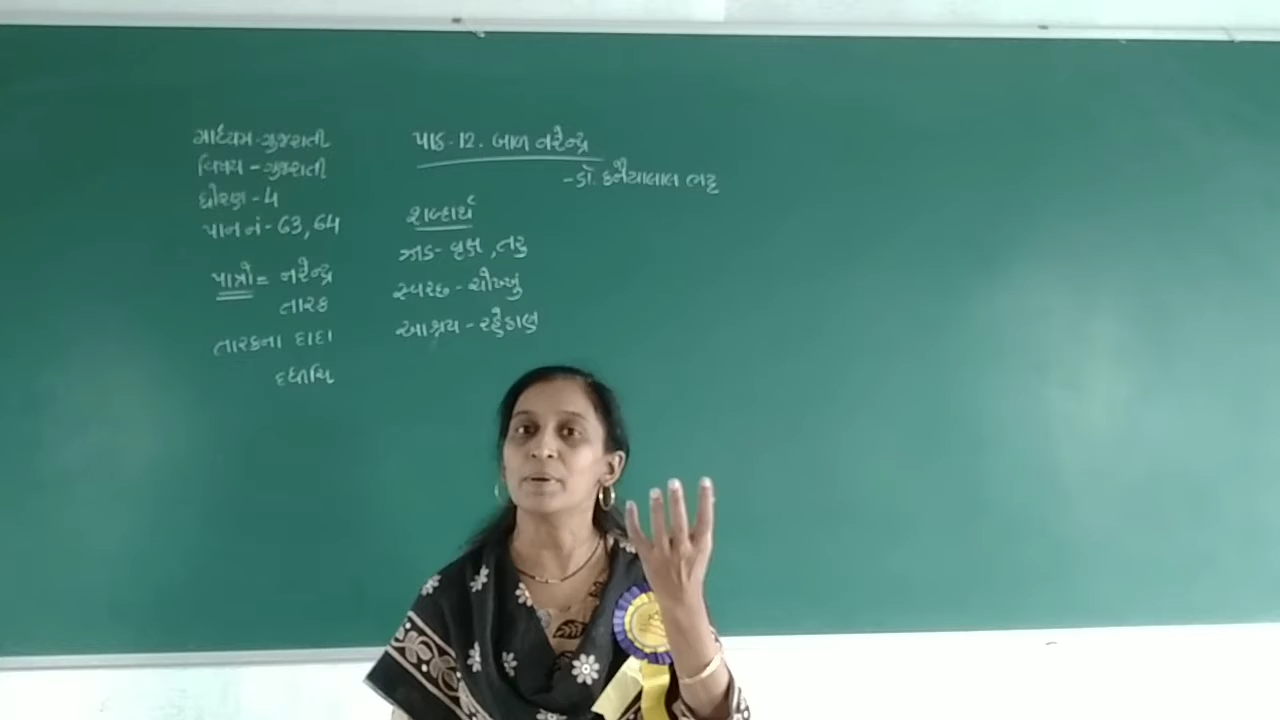 માધ્યમ-ગુજરાતી
વિષય - ગુજરાતી
ધોરણ - 4
પાન નં - 63, 64
પાત્રો = નરેન્દ્ર
તારક
તારકના દાદા
દધીચિ
પાઠ - 12. બાળ નરેન્દ્ર
- ડૉ. કનૈયાલાલ ભટ્ટ
શબ્દાર્થ
ઝાડ - વૃક્ષ, તરુ
સ્વચ્છ - ચોખ્ખું
આશ્રય - રહેઠાણ